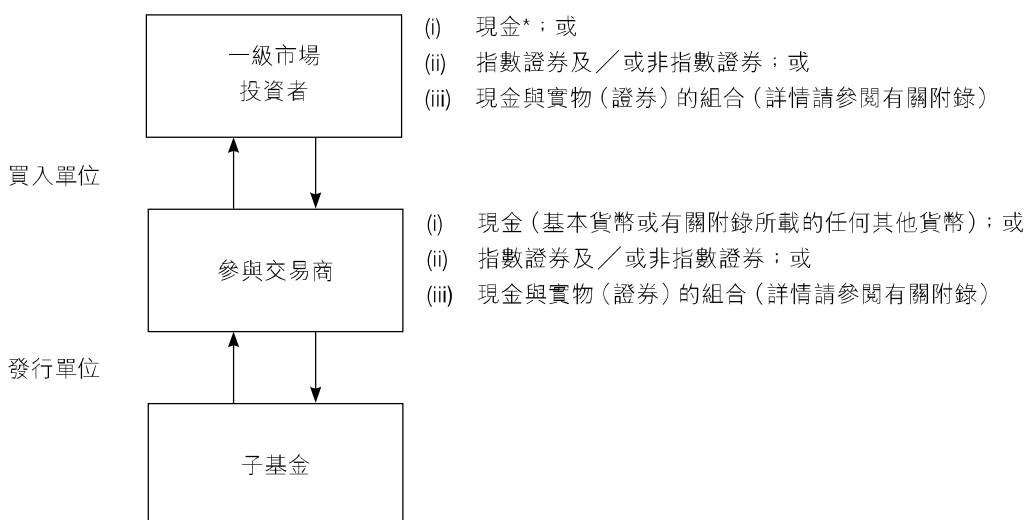 一級市場
投資者
(i) 現金*；或
(ii) 指數證券及／或非指數證券；或
(iii) 現金與實物（證券）的組合（詳情請參閱有關附錄）
買入單位
參與交易商
(i) 現金（基本貨幣或有關附錄所載的任何其他貨幣）；或
(ii) 指數證券及／或非指數證券；或
(iii) 現金與實物（證券）的組合（詳情請參閱有關附錄）
發行單位
子基金